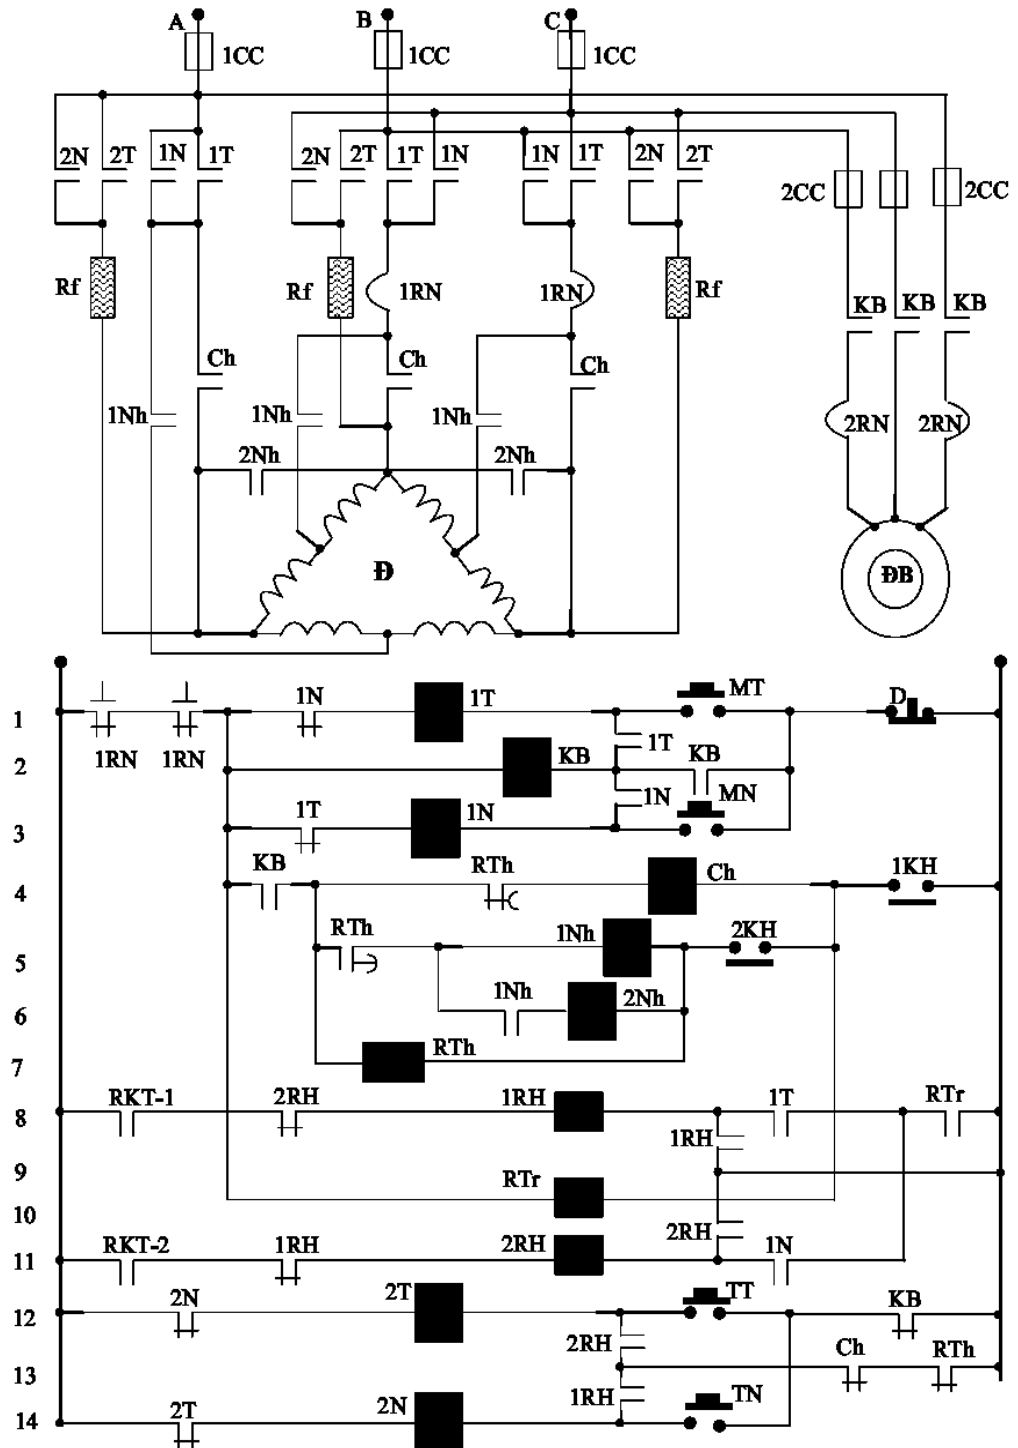 A B C
1CC 1CC 1CC
2N 2T 1N 1T 2N 2T 1T 1N 1N 1T 2N 2T
2CC 2CC
Rf Rf 1RN 1RN Rf
KB KB KB
Ch Ch Ch
1Nh 1Nh 1Nh 2RN 2RN
2Nh 2Nh
Đ ĐB
1 1RN 1RN 1N 1T MT D
2 KB 1T KB
3 1T 1N 1N MN
4 KB RTh Ch 1KH
5 RTh 1Nh 2KH
6 1Nh 2Nh
7 RTh
8 RKT-1 2RH 1RH 1T RTr
9 1RH
10 RTr
11 RKT-2 1RH 2RH 2RH 1N
12 2N 2T TT KB
13 2RH Ch RTh
14 2T 2N 1RH TN